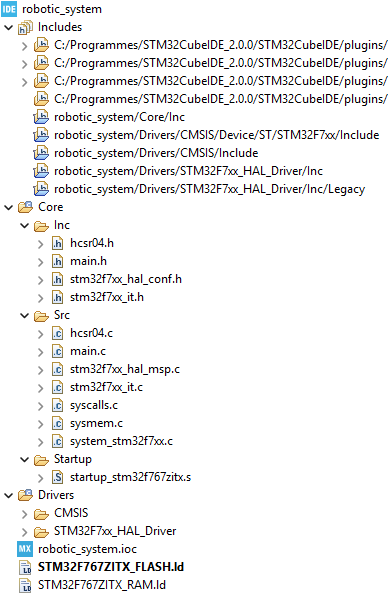 robotic_system
Includes
C:/Programmes/STM32CubeIDE_2.0.0/STM32CubeIDE/plugins/
C:/Programmes/STM32CubeIDE_2.0.0/STM32CubeIDE/plugins/
C:/Programmes/STM32CubeIDE_2.0.0/STM32CubeIDE/plugins/
C:/Programmes/STM32CubeIDE_2.0.0/STM32CubeIDE/plugins/
robotic_system/Core/Inc
robotic_system/Drivers/CMSIS/Device/ST/STM32F7xx/Include
robotic_system/Drivers/CMSIS/Include
robotic_system/Drivers/STM32F7xx_HAL_Driver/Inc
robotic_system/Drivers/STM32F7xx_HAL_Driver/Inc/Legacy
Core
Inc
hcsr04.h
main.h
stm32f7xx_hal_conf.h
stm32f7xx_it.h
Src
hcsr04.c
main.c
stm32f7xx_hal_msp.c
stm32f7xx_it.c
syscalls.c
sysmem.c
system_stm32f7xx.c
Startup
startup_stm32f767zitx.s
Drivers
CMSIS
STM32F7xx_HAL_Driver
robotic_system.ioc
STM32F767ZITX_FLASH.ld
STM32F767ZITX_RAM.ld